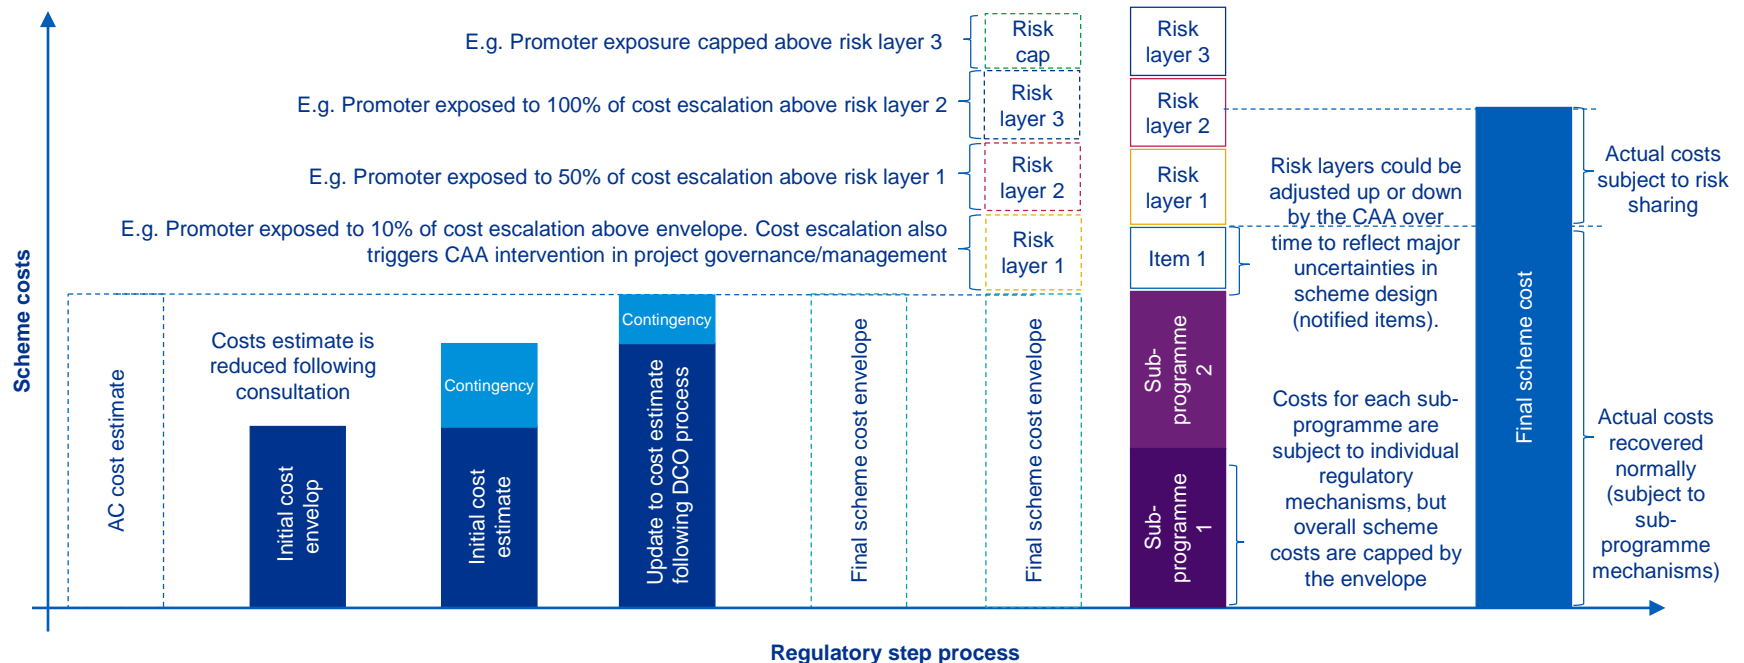 E.g. Promoter exposure capped above risk layer 3
Risk
cap
Risk
layer 3
E.g. Promoter exposed to 100% of cost escalation above risk layer 2
Risk
layer 3
Risk
layer 2
E.g. Promoter exposed to 50% of cost escalation above risk layer 1
Risk
layer 2
Risk
layer 1
E.g. Promoter exposed to 10% of cost escalation above envelope. Cost escalation also
triggers CAA intervention in project governance/management
Risk
layer 1
Item 1
Risk layers could be
adjusted up or down
by the CAA over
time to reflect major
uncertainties in
scheme design
(notified items).
Actual costs
subject to risk
sharing
Scheme costs
AC cost estimate
Costs estimate is
reduced following
consultation
Initial cost
envelop
Contingency
Initial cost
estimate
Contingency
Update to cost estimate
following DCO process
Final scheme cost envelope
Final scheme cost envelope
Sub-
programme
2
Sub-
programme
1
Costs for each sub-
programme are
subject to individual
regulatory
mechanisms, but
overall scheme
costs are capped by
the envelope
Final scheme cost
Actual costs
recovered
normally
(subject to
sub-
programme
mechanisms)
Regulatory step process